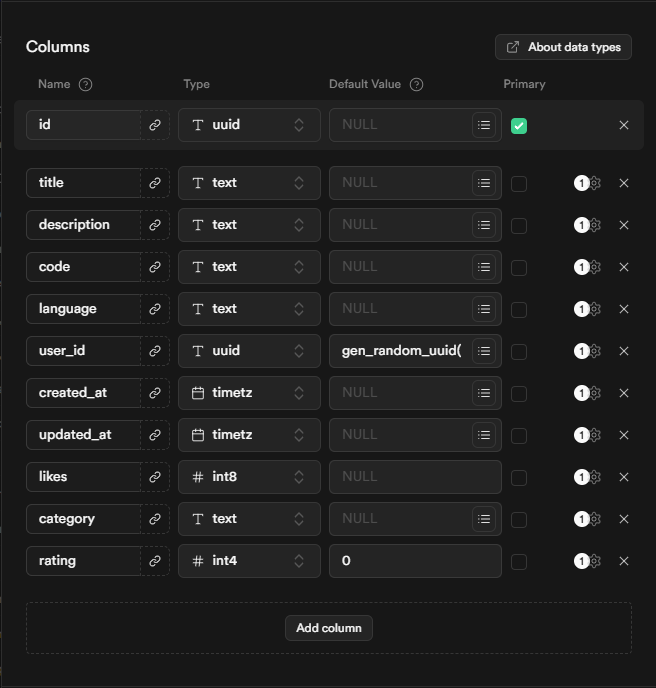 Columns
About data types
Name ? Type Default Value ? Primary
id T uuid NULL
title T text NULL 1
description T text NULL 1
code T text NULL 1
language T text NULL 1
user_id T uuid gen_random_uuid( 1
created_at timetz NULL 1
updated_at timetz NULL 1
likes # int8 NULL 1
category T text NULL 1
rating # int4 0 1
Add column